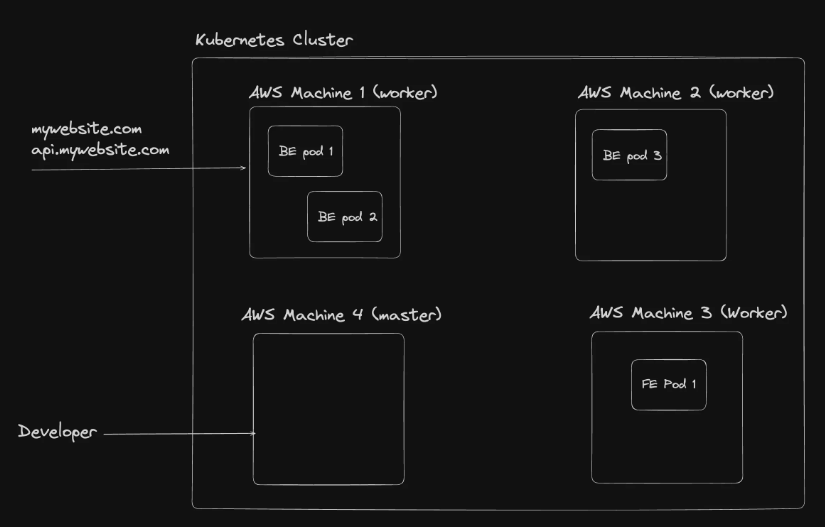 Kubernetes Cluster
AWS Machine 1 (worker)
AWS Machine 2 (worker)
mywebsite.com
api.mywebsite.com
BE pod 1
BE pod 2
BE pod 3
AWS Machine 4 (master)
AWS Machine 3 (Worker)
FE Pod 1
Developer